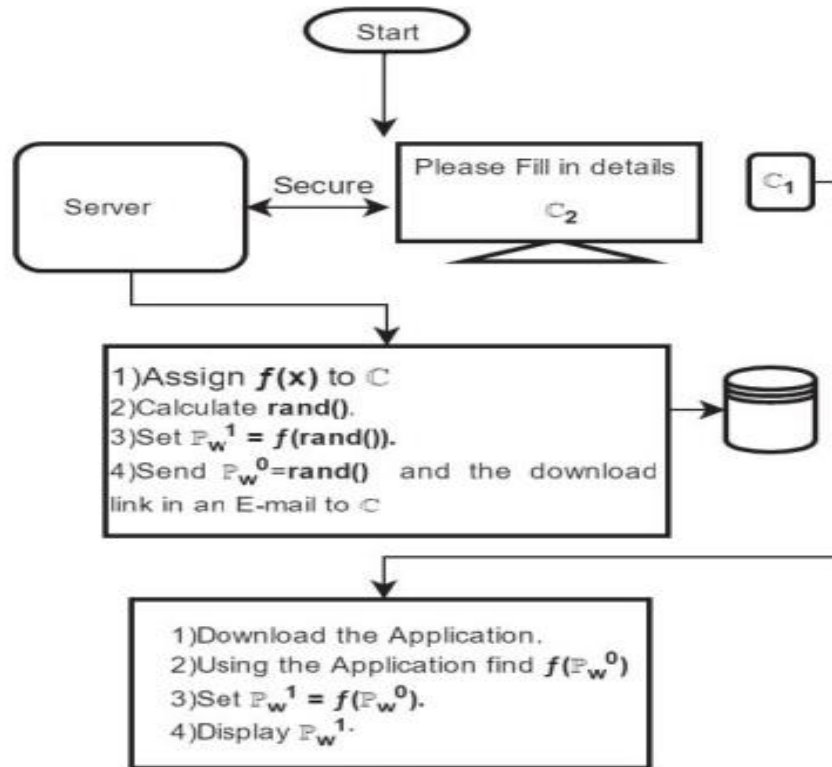 Start
Please Fill in details
ℂ₂
Secure
Server
ℂ₁
1)Assign f(x) to ℂ
2)Calculate rand().
3)Set ℙw¹ = f(rand()).
4)Send ℙw⁰=rand() and the download
link in an E-mail to ℂ
1)Download the Application.
2)Using the Application find f(ℙw⁰)
3)Set ℙw¹ = f(ℙw⁰).
4)Display ℙw¹.